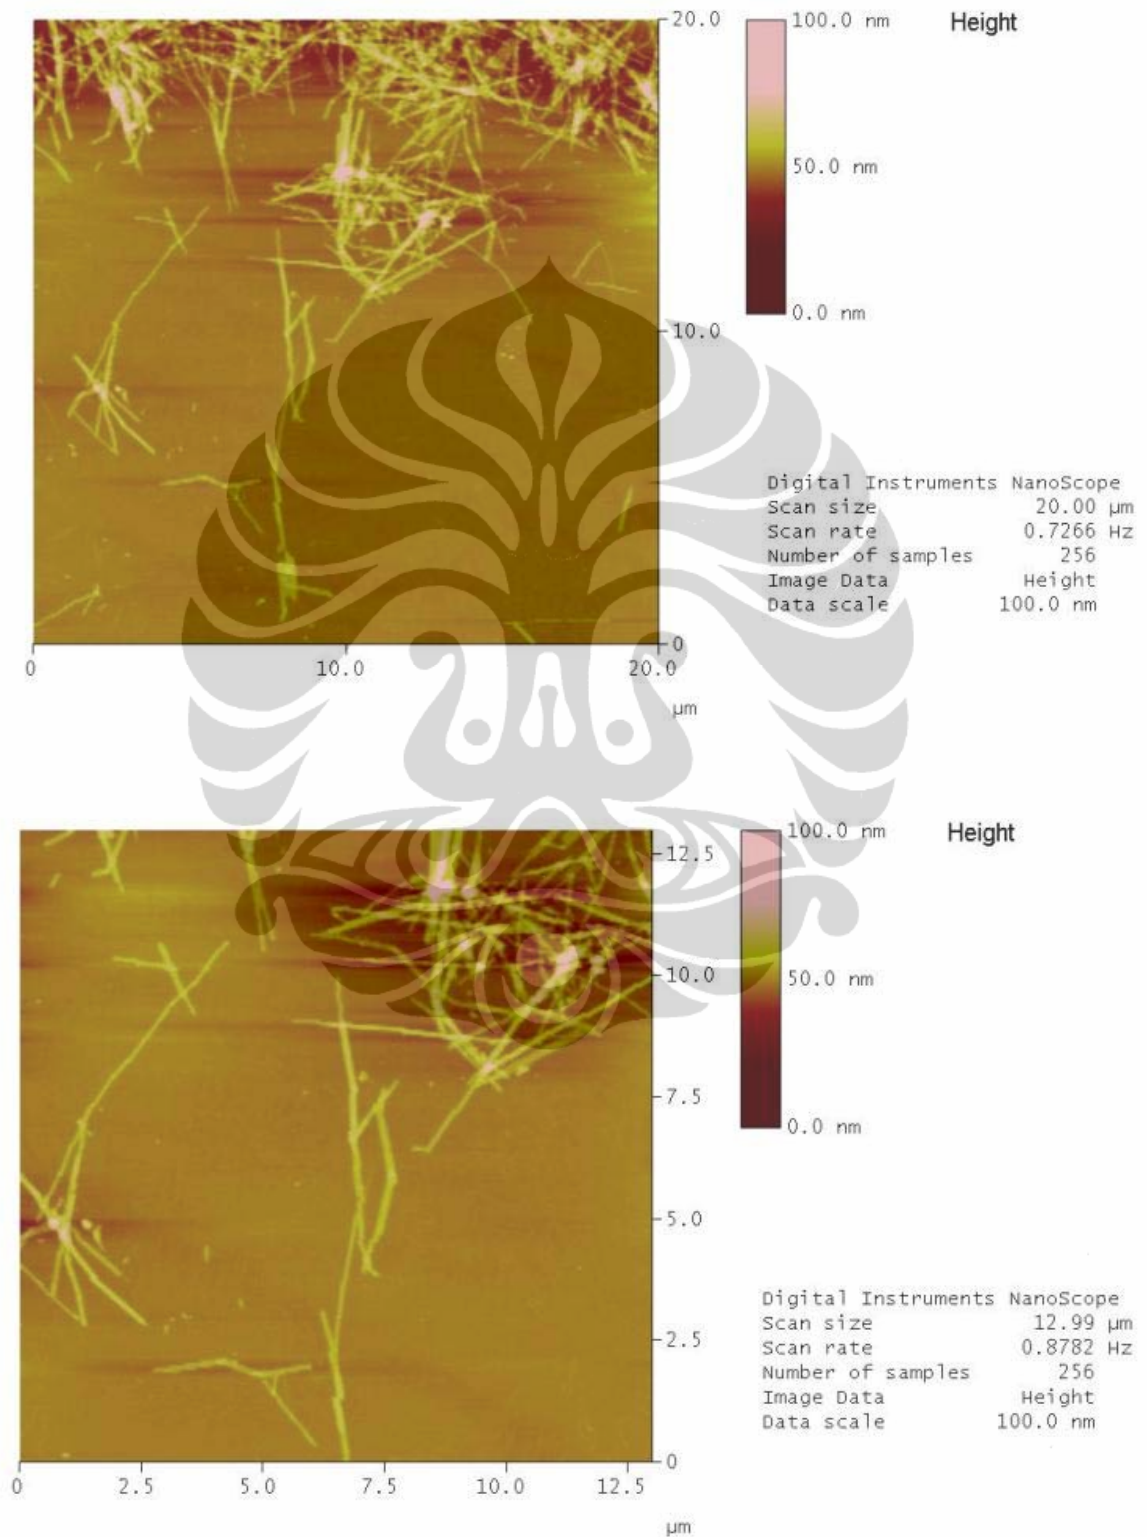 20.0
100.0 nm
Height
50.0 nm
0.0 nm
10.0
Digital Instruments NanoScope
Scan size 20.00 µm
Scan rate 0.7266 Hz
Number of samples 256
Image Data Height
Data scale 100.0 nm
0
0 10.0 20.0
µm
100.0 nm
Height
12.5
10.0
50.0 nm
7.5
0.0 nm
5.0
Digital Instruments NanoScope
Scan size 12.99 µm
Scan rate 0.8782 Hz
2.5
Number of samples 256
Image Data Height
Data scale 100.0 nm
0
0 2.5 5.0 7.5 10.0 12.5
µm